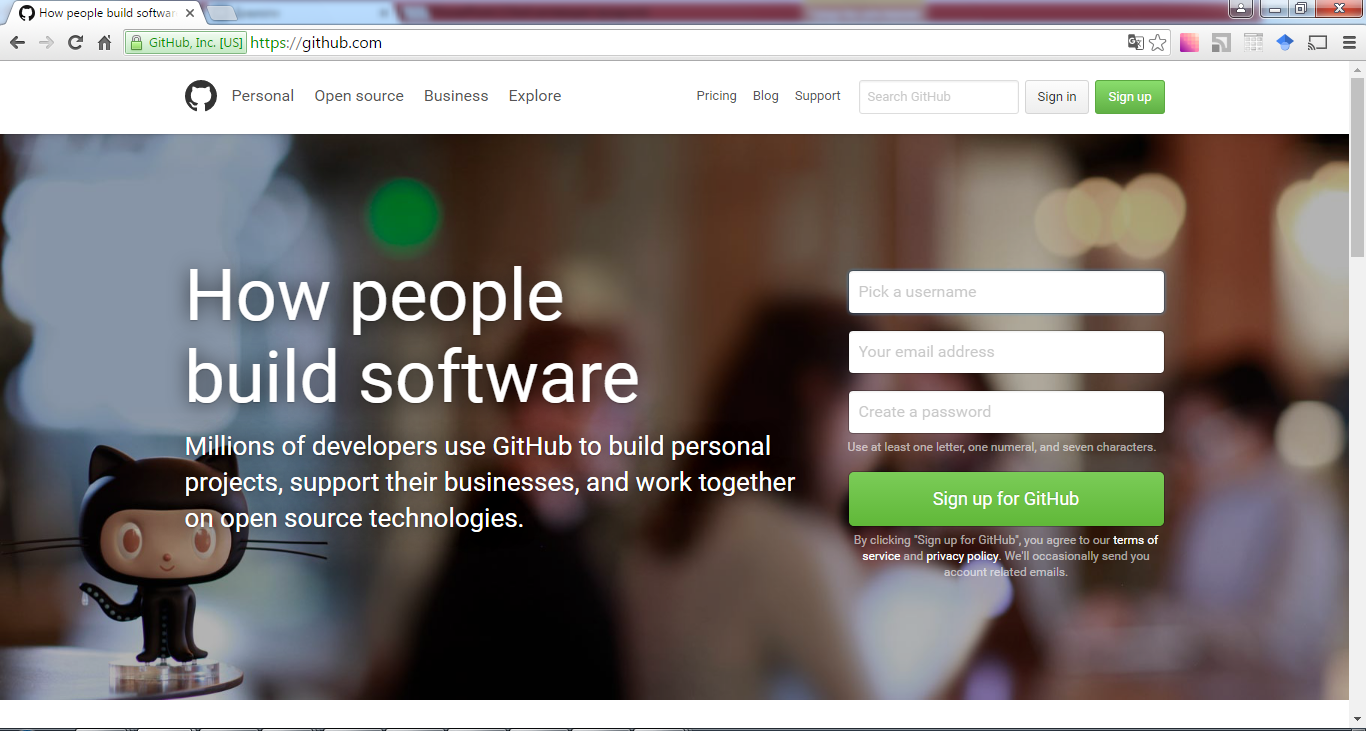 How people build softwar
GitHub, Inc. [US] https://github.com
Personal Open source Business Explore Pricing Blog Support Search GitHub Sign in Sign up
How people
build software
Millions of developers use GitHub to build personal
projects, support their businesses, and work together
on open source technologies.
Pick a username
Your email address
Create a password
Use at least one letter, one numeral, and seven characters.
Sign up for GitHub
By clicking "Sign up for GitHub", you agree to our terms of
service and privacy policy. We'll occasionally send you
account related emails.